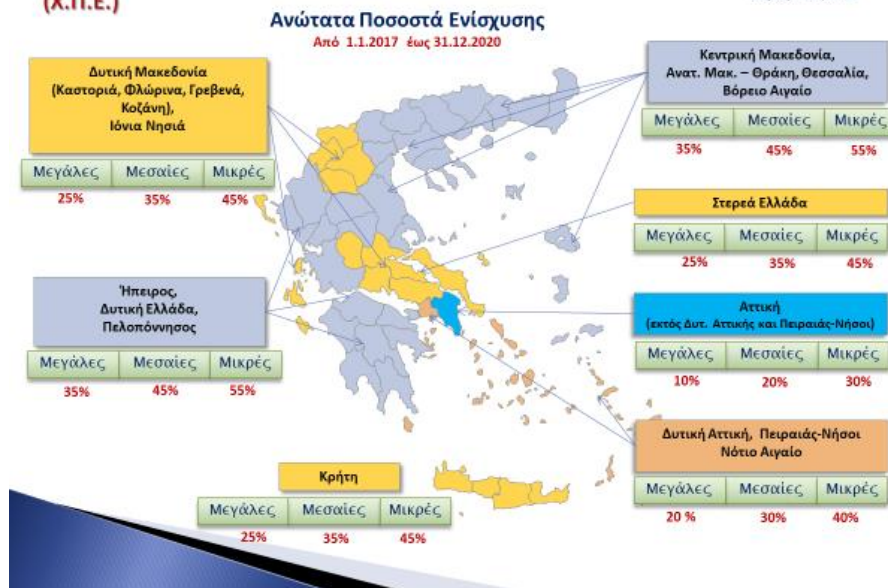 (Χ.Π.Ε.)
Ανώτατα Ποσοστά Ενίσχυσης
Από 1.1.2017 έως 31.12.2020
Δυτική Μακεδονία
(Καστοριά, Φλώρινα, Γρεβενά,
Κοζάνη),
Ιόνια Νησιά
Μεγάλες Μεσαίες Μικρές
25% 35% 45%
Κεντρική Μακεδονία,
Ανατ. Μακ. – Θράκη, Θεσσαλία,
Βόρειο Αιγαίο
Μεγάλες Μεσαίες Μικρές
35% 45% 55%
Στερεά Ελλάδα
Μεγάλες Μεσαίες Μικρές
25% 35% 45%
Ήπειρος,
Δυτική Ελλάδα,
Πελοπόννησος
Μεγάλες Μεσαίες Μικρές
35% 45% 55%
Αττική
(εκτός Δυτ. Αττικής και Πειραιάς-Νήσοι)
Μεγάλες Μεσαίες Μικρές
10% 20% 30%
Δυτική Αττική, Πειραιάς-Νήσοι
Νότιο Αιγαίο
Μεγάλες Μεσαίες Μικρές
20 % 30% 40%
Κρήτη
Μεγάλες Μεσαίες Μικρές
25% 35% 45%